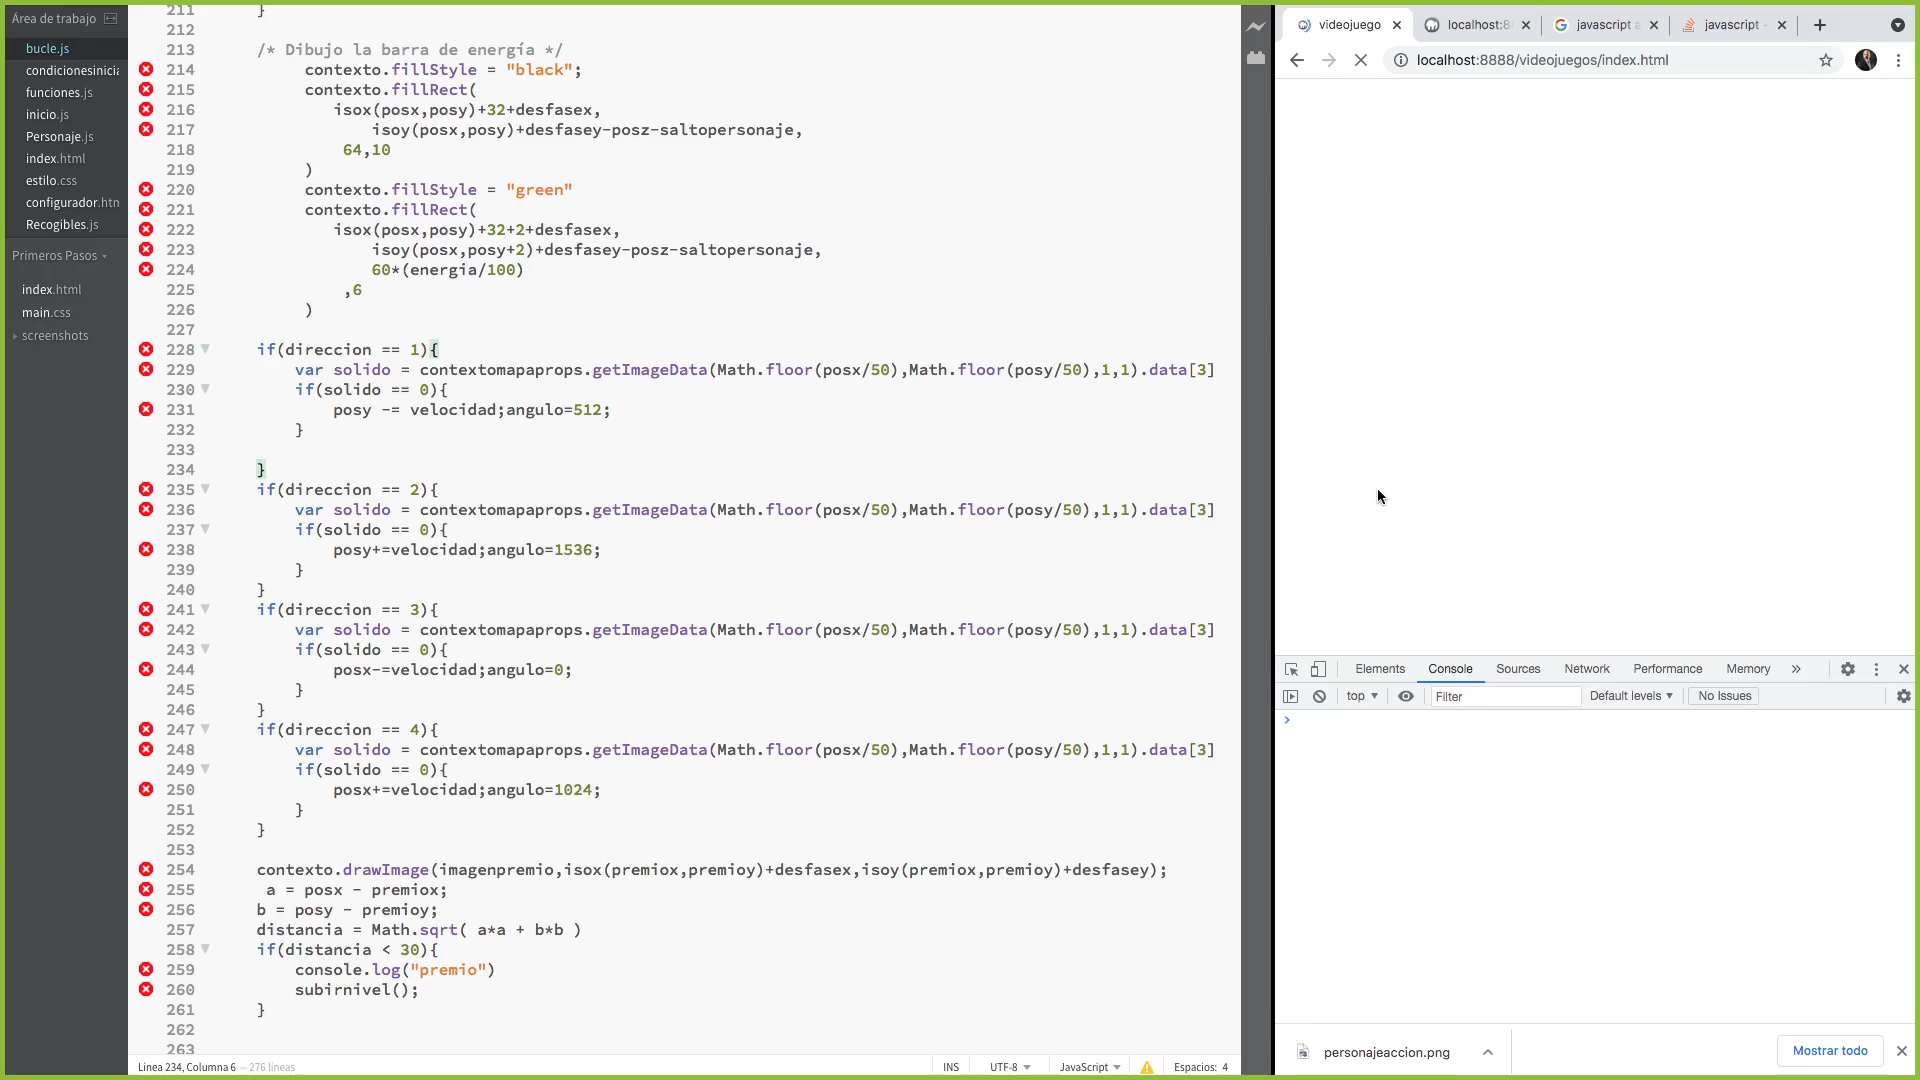 Área de trabajo
bucle.js
condicionesinicia
funciones.js
inicio.js
Personaje.js
index.html
estilo.css
configurador.htm
Recogibles.js
Primeros Pasos
index.html
main.css
screenshots
211 }
212
213 /* Dibujo la barra de energía */
214 contexto.fillStyle = "black";
215 contexto.fillRect(
216 isox(posx,posy)+32+desfasex,
217 isoy(posx,posy)+desfasey-posz-saltopersonaje,
218 64,10
219 )
220 contexto.fillStyle = "green"
221 contexto.fillRect(
222 isox(posx,posy)+32+2+desfasex,
223 isoy(posx,posy+2)+desfasey-posz-saltopersonaje,
224 60*(energia/100)
225 ,6
226 )
227
228 if(direccion == 1){
229 var solido = contextomapaprops.getImageData(Math.floor(posx/50),Math.floor(posy/50),1,1).data[3]
230 if(solido == 0){
231 posy -= velocidad;angulo=512;
232 }
233
234 }
235 if(direccion == 2){
236 var solido = contextomapaprops.getImageData(Math.floor(posx/50),Math.floor(posy/50),1,1).data[3]
237 if(solido == 0){
238 posy+=velocidad;angulo=1536;
239 }
240 }
241 if(direccion == 3){
242 var solido = contextomapaprops.getImageData(Math.floor(posx/50),Math.floor(posy/50),1,1).data[3]
243 if(solido == 0){
244 posx-=velocidad;angulo=0;
245 }
246 }
247 if(direccion == 4){
248 var solido = contextomapaprops.getImageData(Math.floor(posx/50),Math.floor(posy/50),1,1).data[3]
249 if(solido == 0){
250 posx+=velocidad;angulo=1024;
251 }
252 }
253
254 contexto.drawImage(imagenpremio,isox(premiox,premioy)+desfasex,isoy(premiox,premioy)+desfasey);
255 a = posx - premiox;
256 b = posy - premioy;
257 distancia = Math.sqrt( a*a + b*b )
258 if(distancia < 30){
259 console.log("premio")
260 subirnivel();
261 }
262
263
Línea 234, Columna 6 — 276 líneas INS UTF-8 JavaScript Espacios: 4
videojuego localhost:8 javascript a javascript -
localhost:8888/videojuegos/index.html
Elements Console Sources Network Performance Memory
top Filter Default levels No Issues
personajeaccion.png Mostrar todo